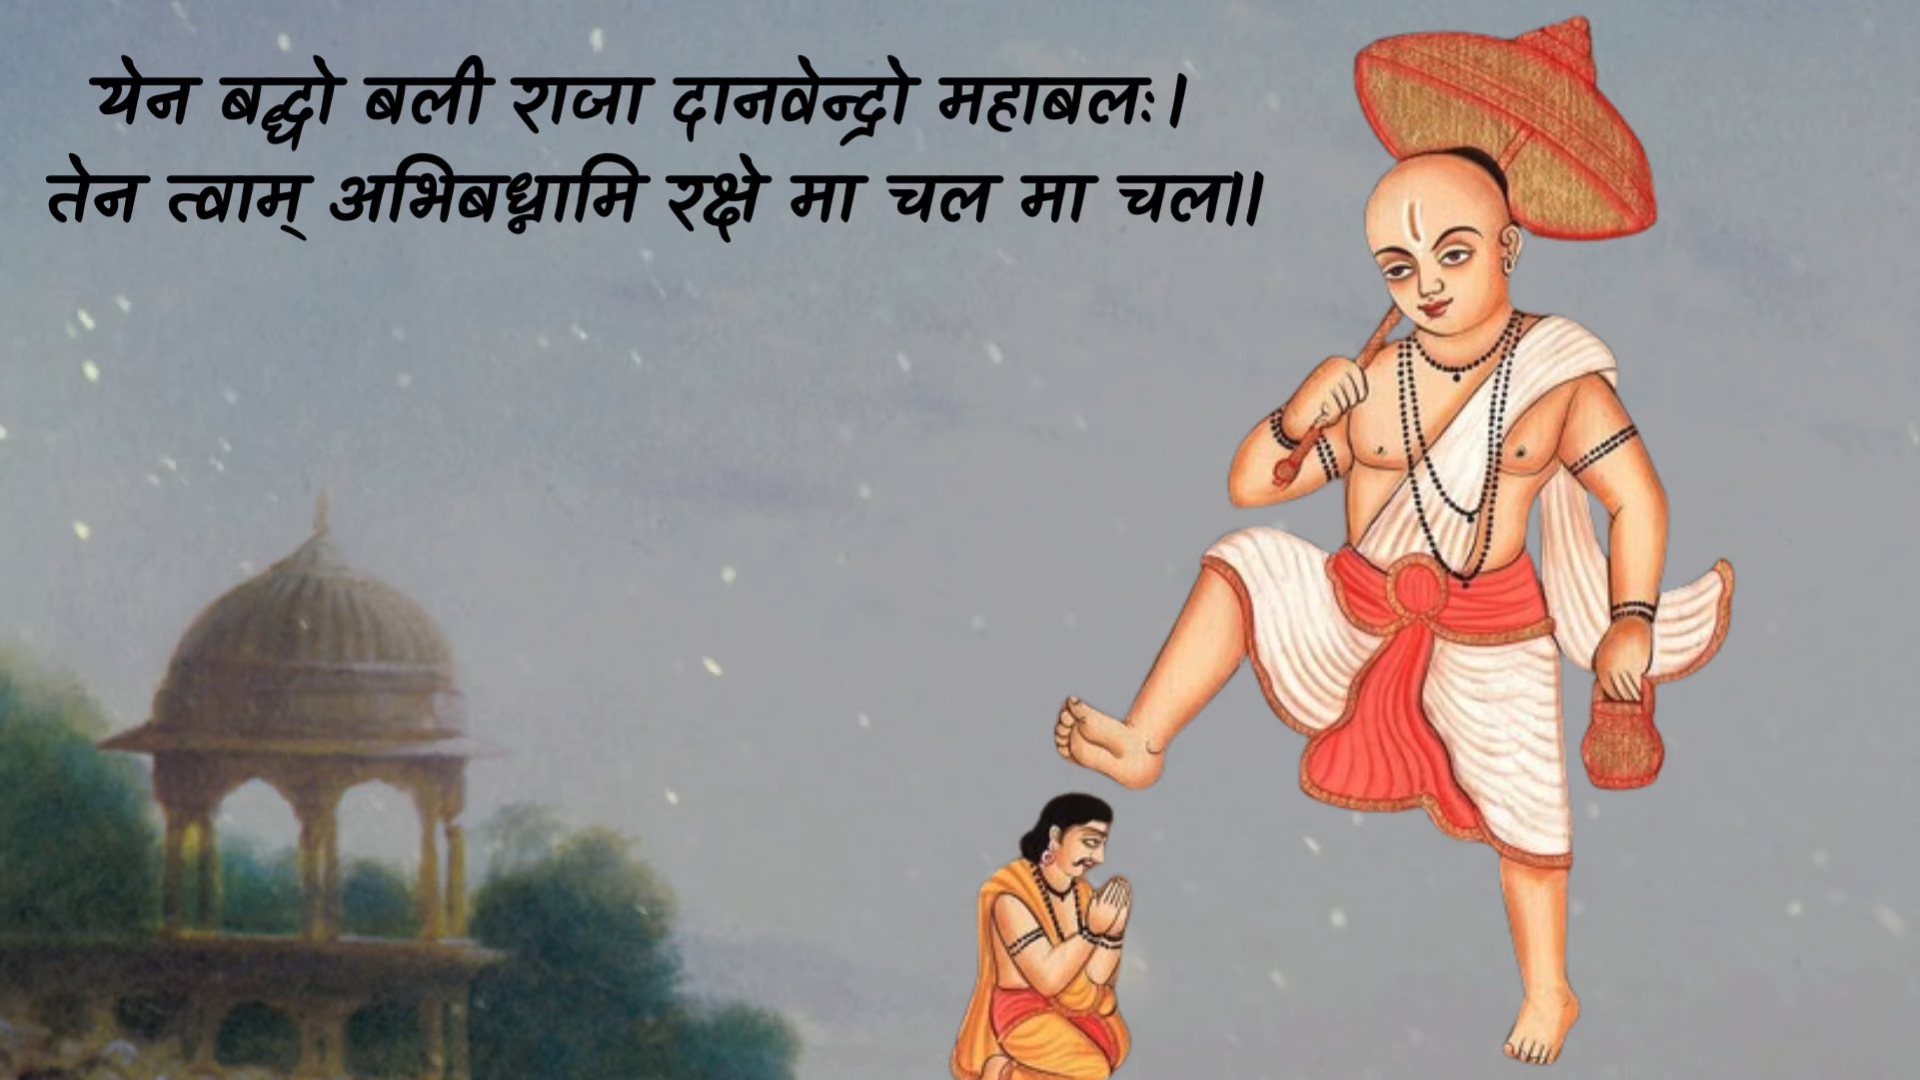 येन बद्धो बली राजा दानवेन्द्रो महाबलः।
तेन त्वाम् अभिबध्नामि रक्षे मा चल मा चल॥